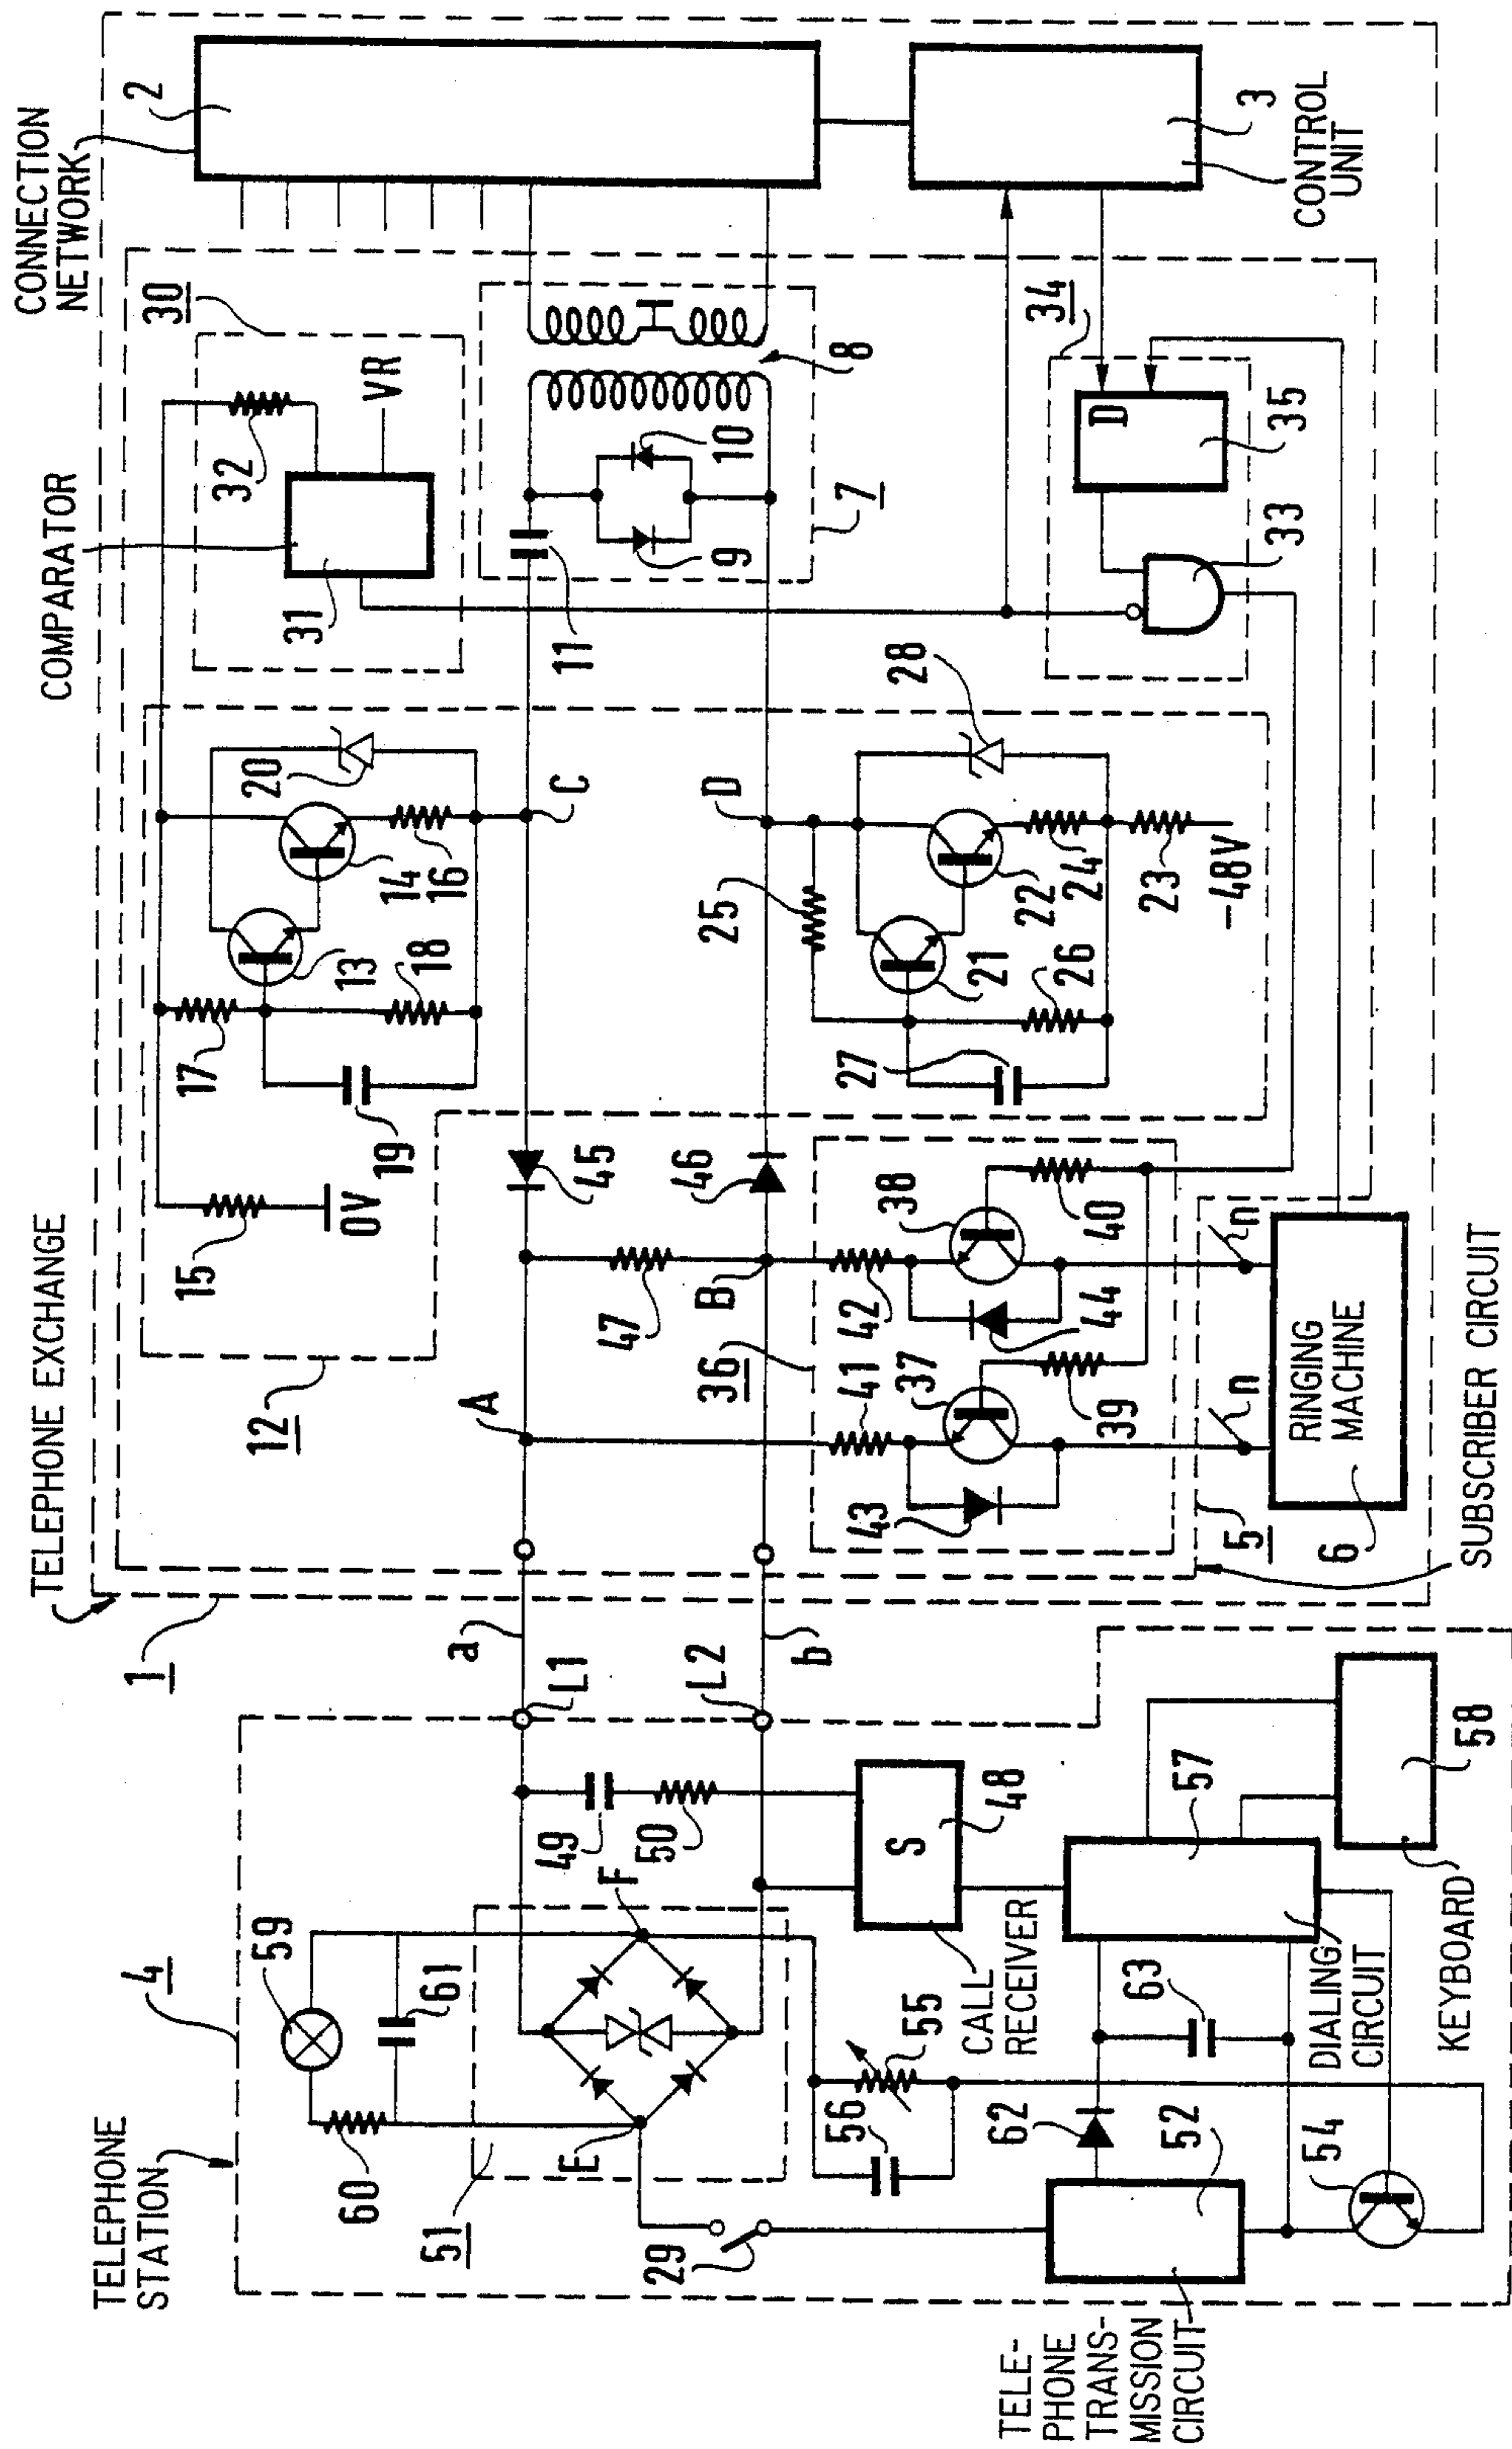 TELEPHONE
STATION
4
59
60
61
51
E
F
49
50
S
48
CALL
RECEIVER
29
56
55
62
63
52
54
57
58
DIALING
CIRCUIT
KEYBOARD
TELE-
PHONE
TRANS-
MISSION
CIRCUIT
L1
L2
a
b
1
TELEPHONE EXCHANGE
12
15
0V
17
19
13
18
14
16
20
A
B
C
D
45
46
47
36
41
42
37
38
43
44
39
40
n
n
5
6
RINGING
MACHINE
SUBSCRIBER CIRCUIT
25
27
21
26
22
24
23
-48V
28
COMPARATOR
30
31
32
VR
11
9
10
7
8
33
34
35
D
CONNECTION
NETWORK
2
3
CONTROL
UNIT